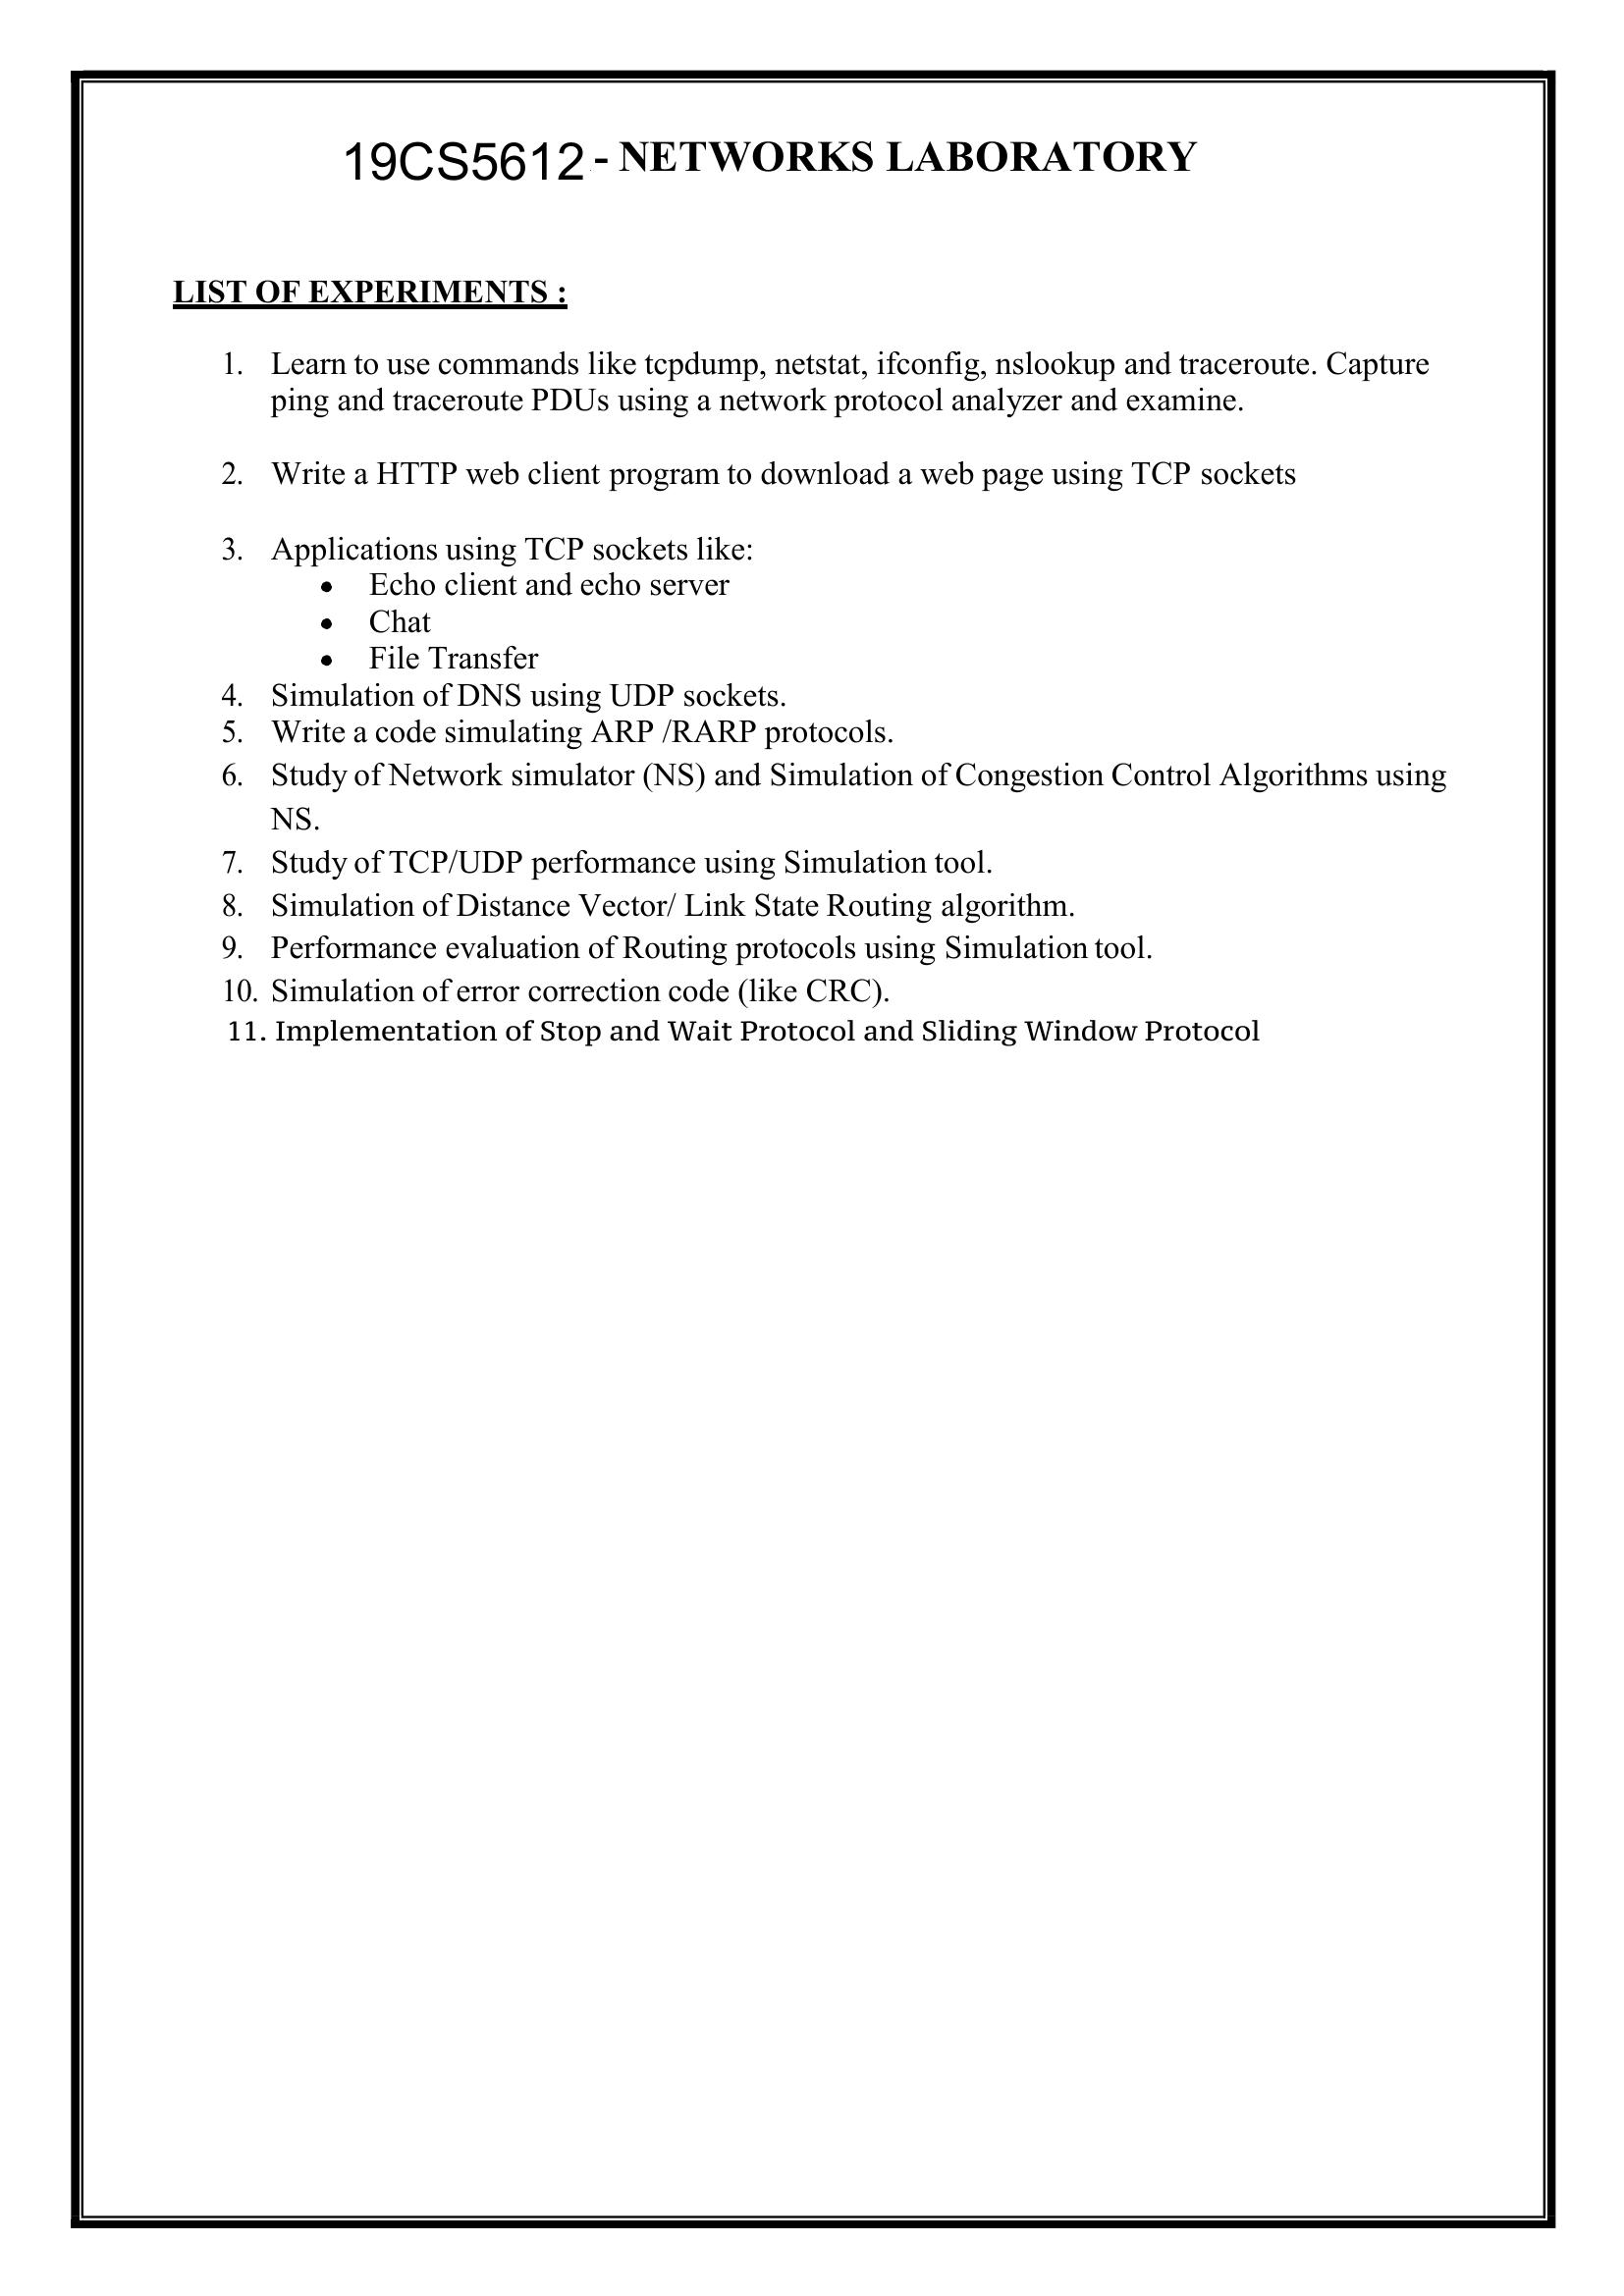 19CS5612 - NETWORKS LABORATORY
LIST OF EXPERIMENTS :
1. Learn to use commands like tcpdump, netstat, ifconfig, nslookup and traceroute. Capture
ping and traceroute PDUs using a network protocol analyzer and examine.
2. Write a HTTP web client program to download a web page using TCP sockets
3. Applications using TCP sockets like:
• Echo client and echo server
• Chat
• File Transfer
4. Simulation of DNS using UDP sockets.
5. Write a code simulating ARP /RARP protocols.
6. Study of Network simulator (NS) and Simulation of Congestion Control Algorithms using
NS.
7. Study of TCP/UDP performance using Simulation tool.
8. Simulation of Distance Vector/ Link State Routing algorithm.
9. Performance evaluation of Routing protocols using Simulation tool.
10. Simulation of error correction code (like CRC).
11. Implementation of Stop and Wait Protocol and Sliding Window Protocol